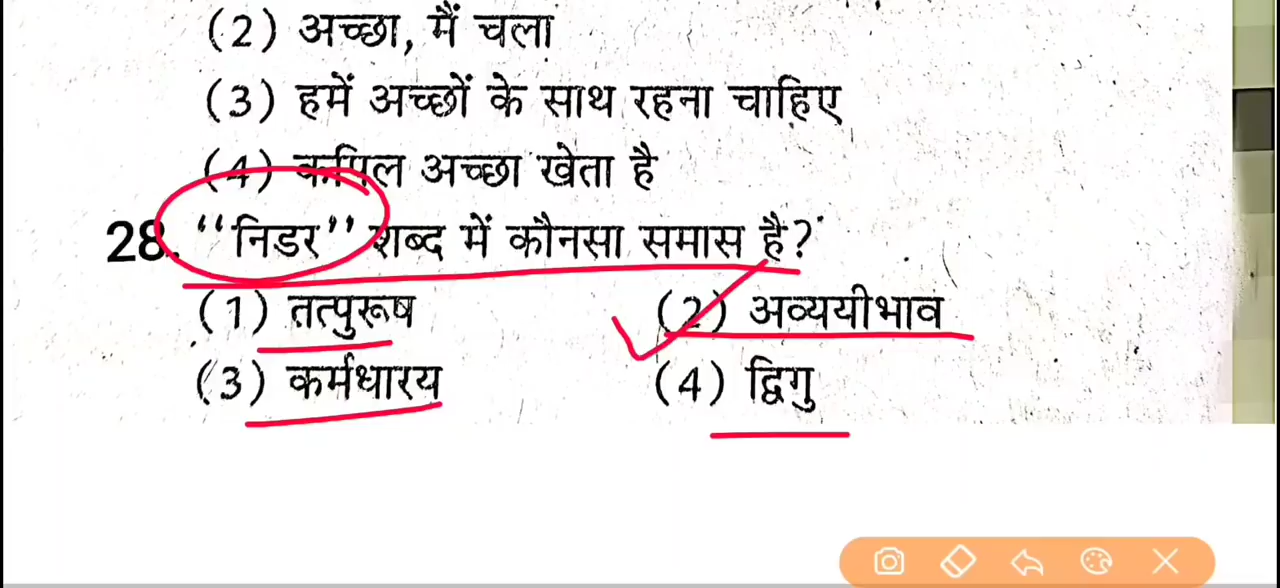 (2) अच्छा, मैं चला
(3) हमें अच्छों के साथ रहना चाहिए
(4) कपिल अच्छा खेता है
28. “निडर” शब्द में कौनसा समास है?
(1) तत्पुरूष (2) अव्ययीभाव
(3) कर्मधारय (4) द्विगु